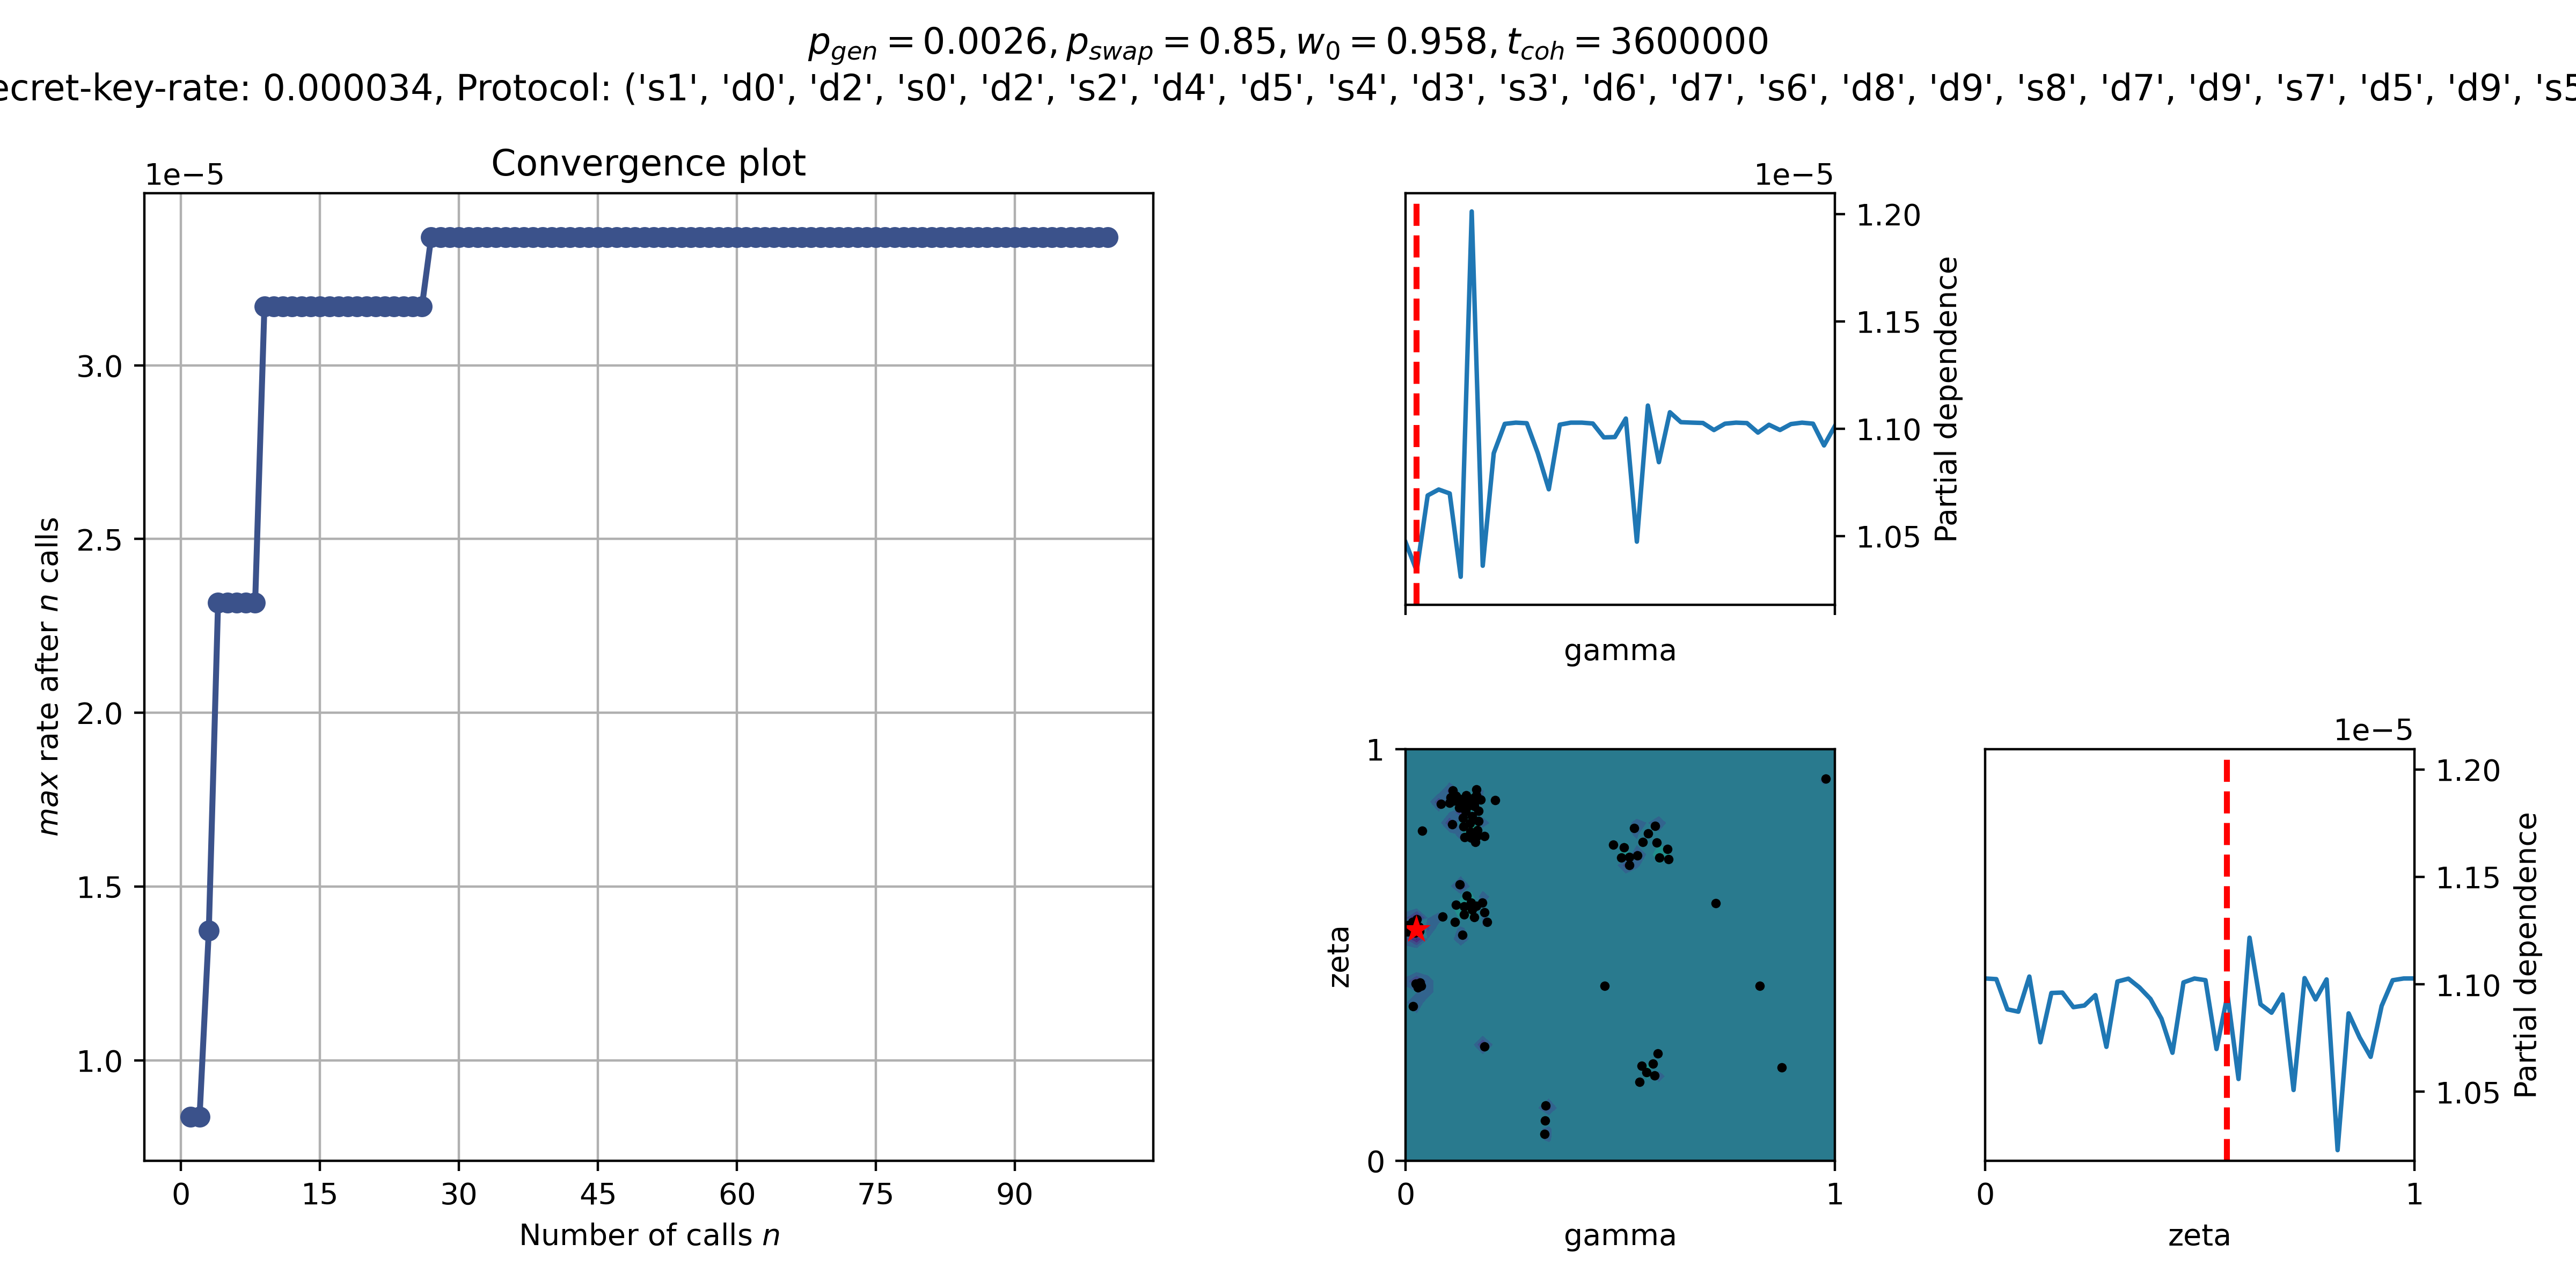 p_gen = 0.0026, p_swap = 0.85, w_0 = 0.958, t_coh = 3600000
ecret-key-rate: 0.000034, Protocol: ('s1', 'd0', 'd2', 's0', 'd2', 's2', 'd4', 'd5', 's4', 'd3', 's3', 'd6', 'd7', 's6', 'd8', 'd9', 's8', 'd7', 'd9', 's7', 'd5', 'd9', 's5
Convergence plot
1e−5
3.0
2.5
2.0
1.5
1.0
max rate after n calls
0 15 30 45 60 75 90
Number of calls n
1e−5
1.20
1.15
1.10
1.05
Partial dependence
gamma
1
0
zeta
0 1
gamma
1e−5
1.20
1.15
1.10
1.05
Partial dependence
0 1
zeta